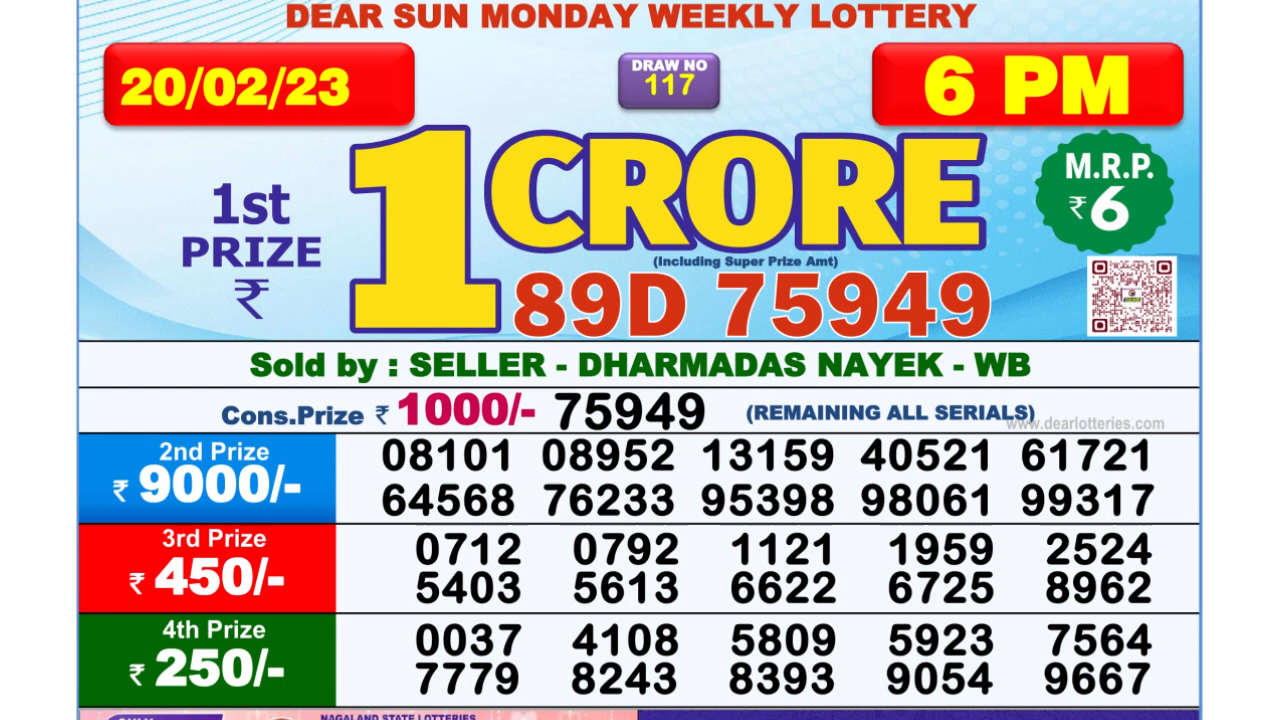 DEAR SUN MONDAY WEEKLY LOTTERY
20/02/23
DRAW NO
117
6 PM
1st
PRIZE
₹
1 CRORE
(Including Super Prize Amt)
M.R.P.
₹ 6
89D 75949
Sold by : SELLER - DHARMADAS NAYEK - WB
Cons.Prize ₹ 1000/- 75949 (REMAINING ALL SERIALS)
www.dearlotteries.com
2nd Prize
₹ 9000/-
08101 08952 13159 40521 61721
64568 76233 95398 98061 99317
3rd Prize
₹ 450/-
0712 0792 1121 1959 2524
5403 5613 6622 6725 8962
4th Prize
₹ 250/-
0037 4108 5809 5923 7564
7779 8243 8393 9054 9667
NAGALAND STATE LOTTERIES